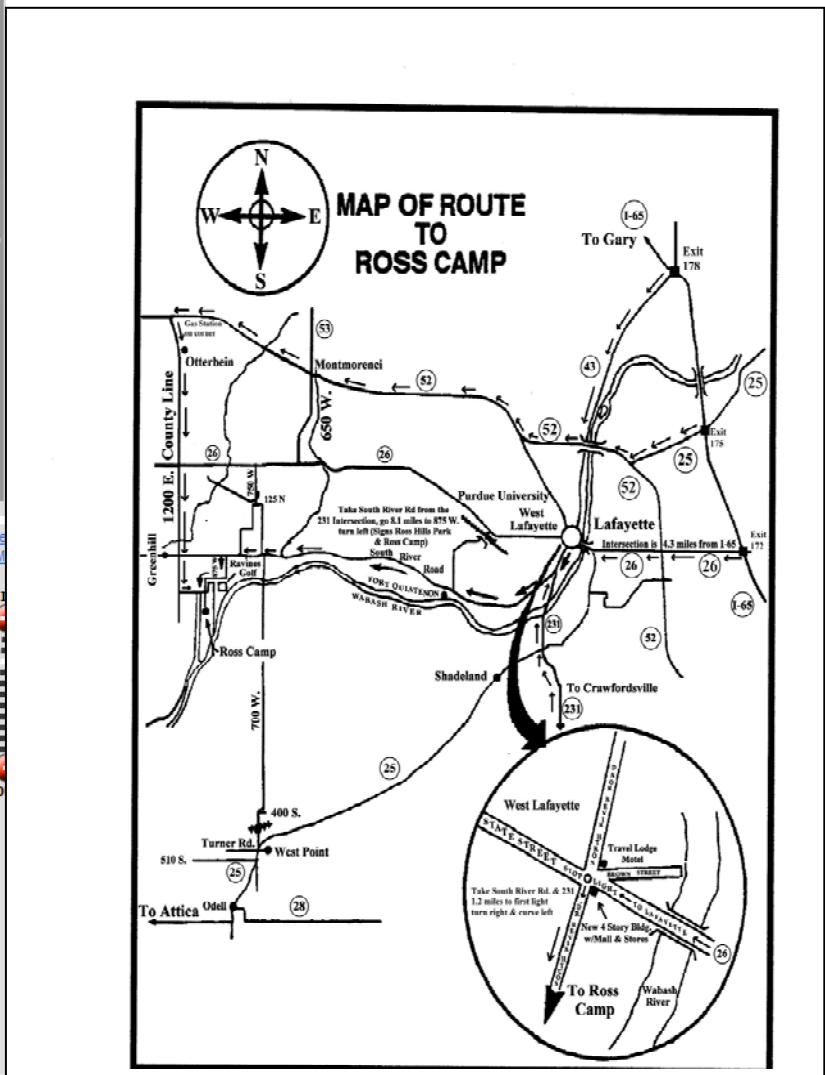 N
W E
S
MAP OF ROUTE
TO
ROSS CAMP
I-65
To Gary
Exit
178
Gas Station
Otterbein
53
Montmorenci
52
43
25
County Line
650 W.
52
Exit
175
25
26
26
52
750 W.
125 N
1200 E.
Purdue University
West
Lafayette
Lafayette
Take South River Rd from the
231 Intersection, go 8.1 miles to 875 W.
turn left (Signs Ross Hills Park
& Ross Camp)
Intersection is 4.3 miles from I-65
Exit
172
26
26
Greenhill
South River
Road
875 W.
Ravines
Golf
FORT QUIATENON
WABASH RIVER
I-65
231
52
Ross Camp
Shadeland
To Crawfordsville
231
700 W.
25
400 S.
Turner Rd.
West Point
510 S.
25
Odell
28
To Attica
West Lafayette
STATE STREET
STOP LIGHT
TO LAFAYETTE
Travel Lodge
Motel
BROWN STREET
Take South River Rd. & 231
1.2 miles to first light
turn right & curve left
New 4 Story Bldg.
w/Mall & Stores
26
To Ross
Camp
Wabash
River